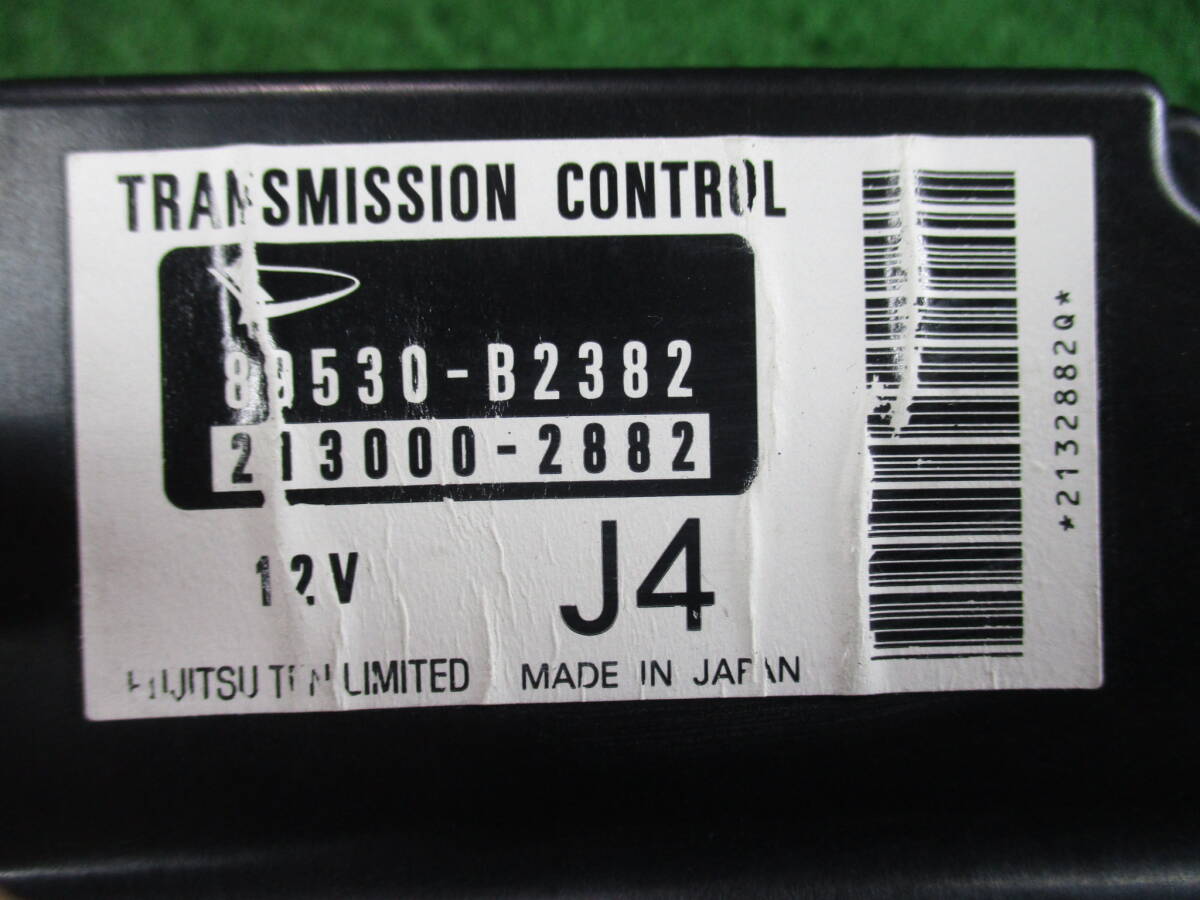 TRANSMISSION CONTROL
89530-B2382
213000-2882
12V
J4
FUJITSU TEN LIMITED MADE IN JAPAN
*2132882Q*